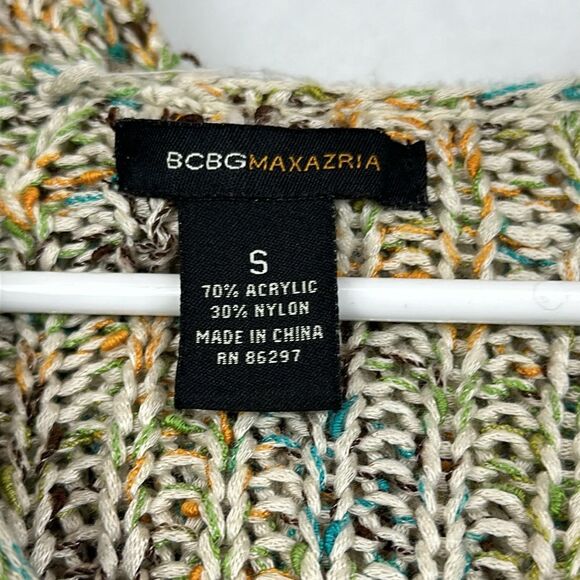 BCBGMAXAZRIA
S
70% ACRYLIC
30% NYLON
MADE IN CHINA
RN 86297